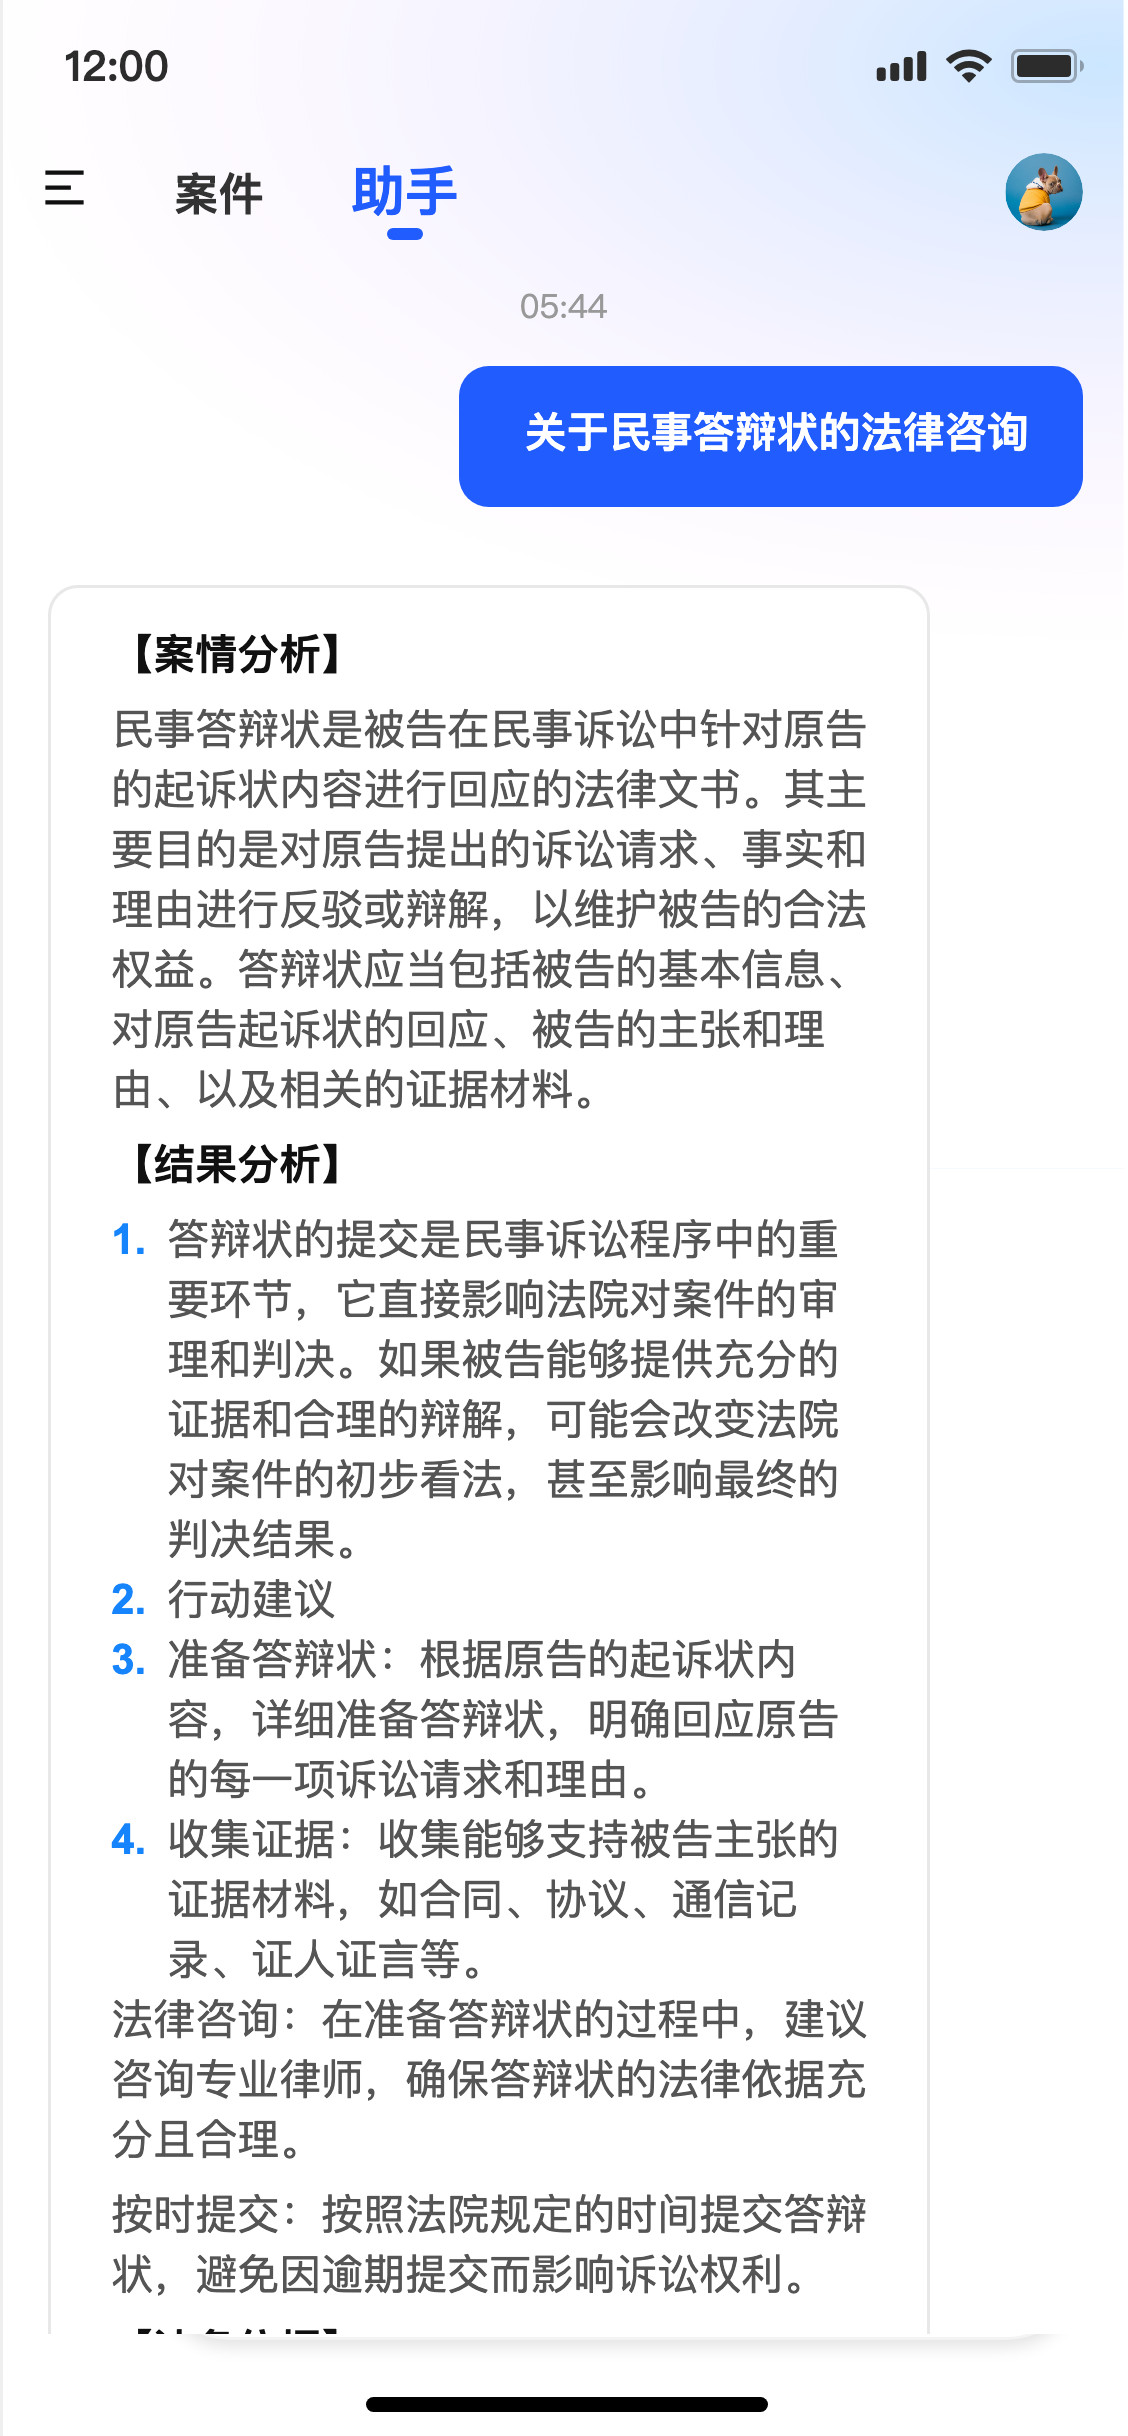 12:00
案件
助手
05:44
关于民事答辩状的法律咨询
【案情分析】
民事答辩状是被告在民事诉讼中针对原告
的起诉状内容进行回应的法律文书。其主
要目的是对原告提出的诉讼请求、事实和
理由进行反驳或辩解，以维护被告的合法
权益。答辩状应当包括被告的基本信息、
对原告起诉状的回应、被告的主张和理
由、以及相关的证据材料。
【结果分析】
1. 答辩状的提交是民事诉讼程序中的重
要环节，它直接影响法院对案件的审
理和判决。如果被告能够提供充分的
证据和合理的辩解，可能会改变法院
对案件的初步看法，甚至影响最终的
判决结果。
2. 行动建议
3. 准备答辩状：根据原告的起诉状内
容，详细准备答辩状，明确回应原告
的每一项诉讼请求和理由。
4. 收集证据：收集能够支持被告主张的
证据材料，如合同、协议、通信记
录、证人证言等。
法律咨询：在准备答辩状的过程中，建议
咨询专业律师，确保答辩状的法律依据充
分且合理。
按时提交：按照法院规定的时间提交答辩
状，避免因逾期提交而影响诉讼权利。